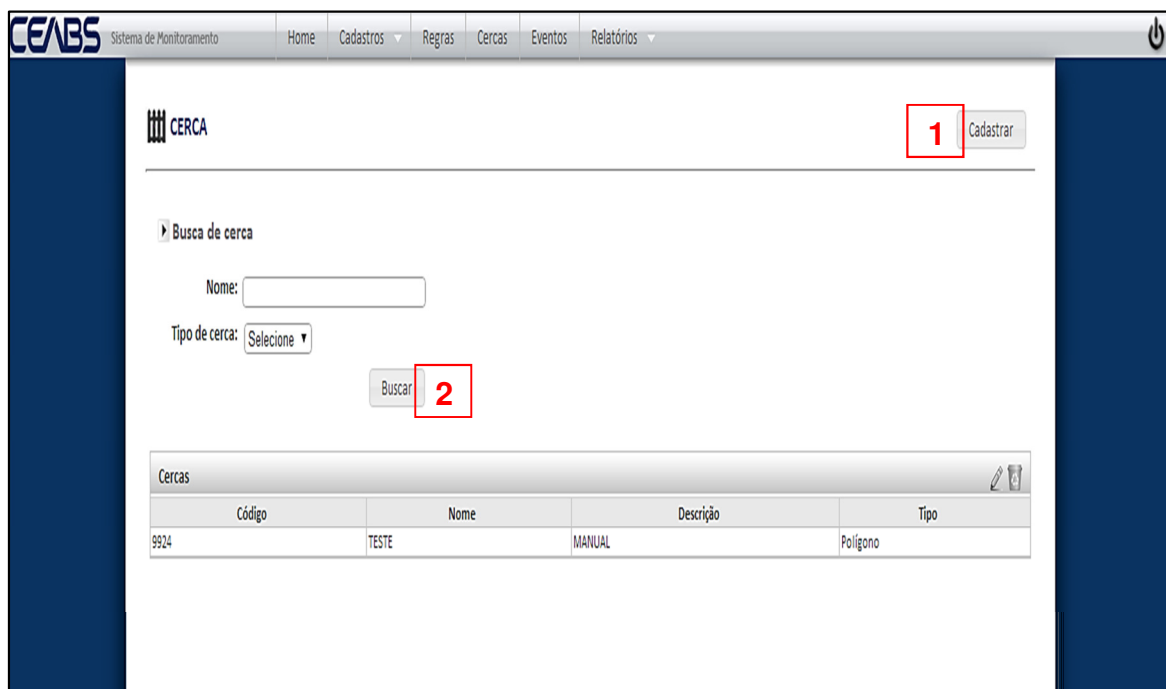 CEABS Sistema de Monitoramento Home Cadastros Regras Cercas Eventos Relatórios
CERCA
1 Cadastrar
Busca de cerca
Nome:
Tipo de cerca: Selecione
Buscar 2
Cercas
Código Nome Descrição Tipo
9924 TESTE MANUAL Polígono